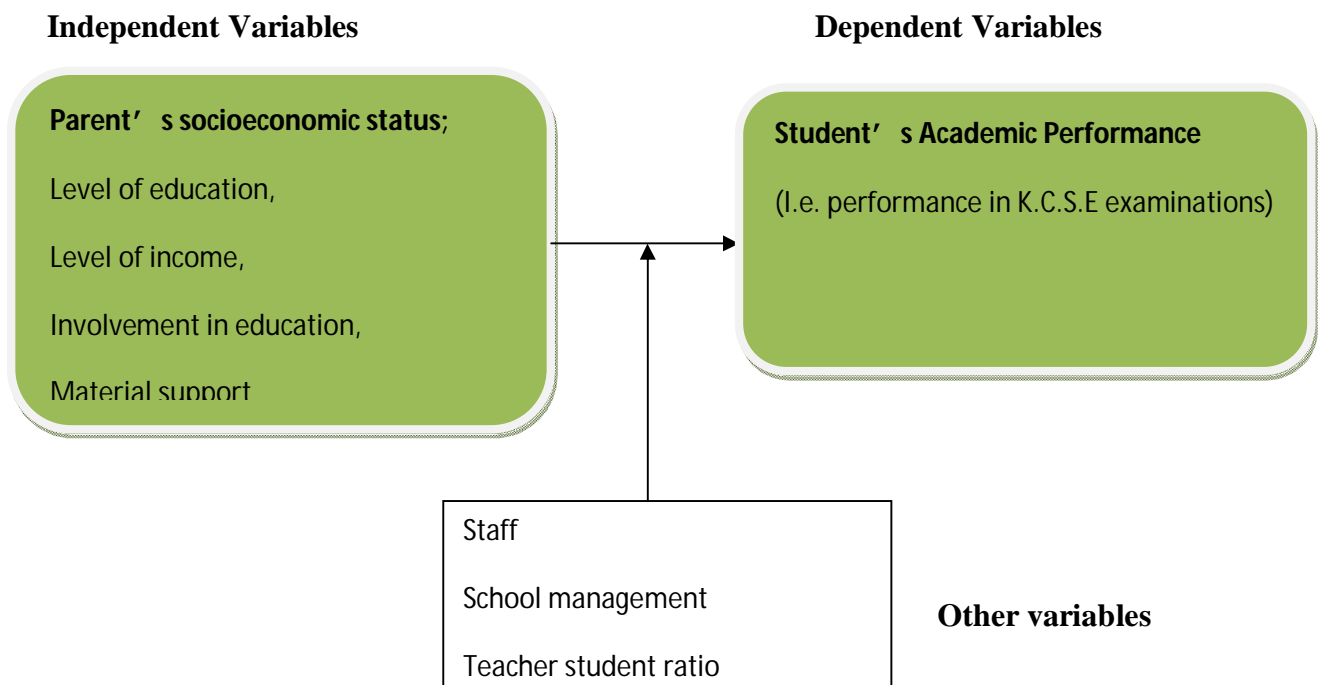 Independent Variables
Dependent Variables
Parent's socioeconomic status;
Level of education,
Level of income,
Involvement in education,
Material support
Student's Academic Performance
(I.e. performance in K.C.S.E examinations)
Staff
School management
Teacher student ratio
Other variables